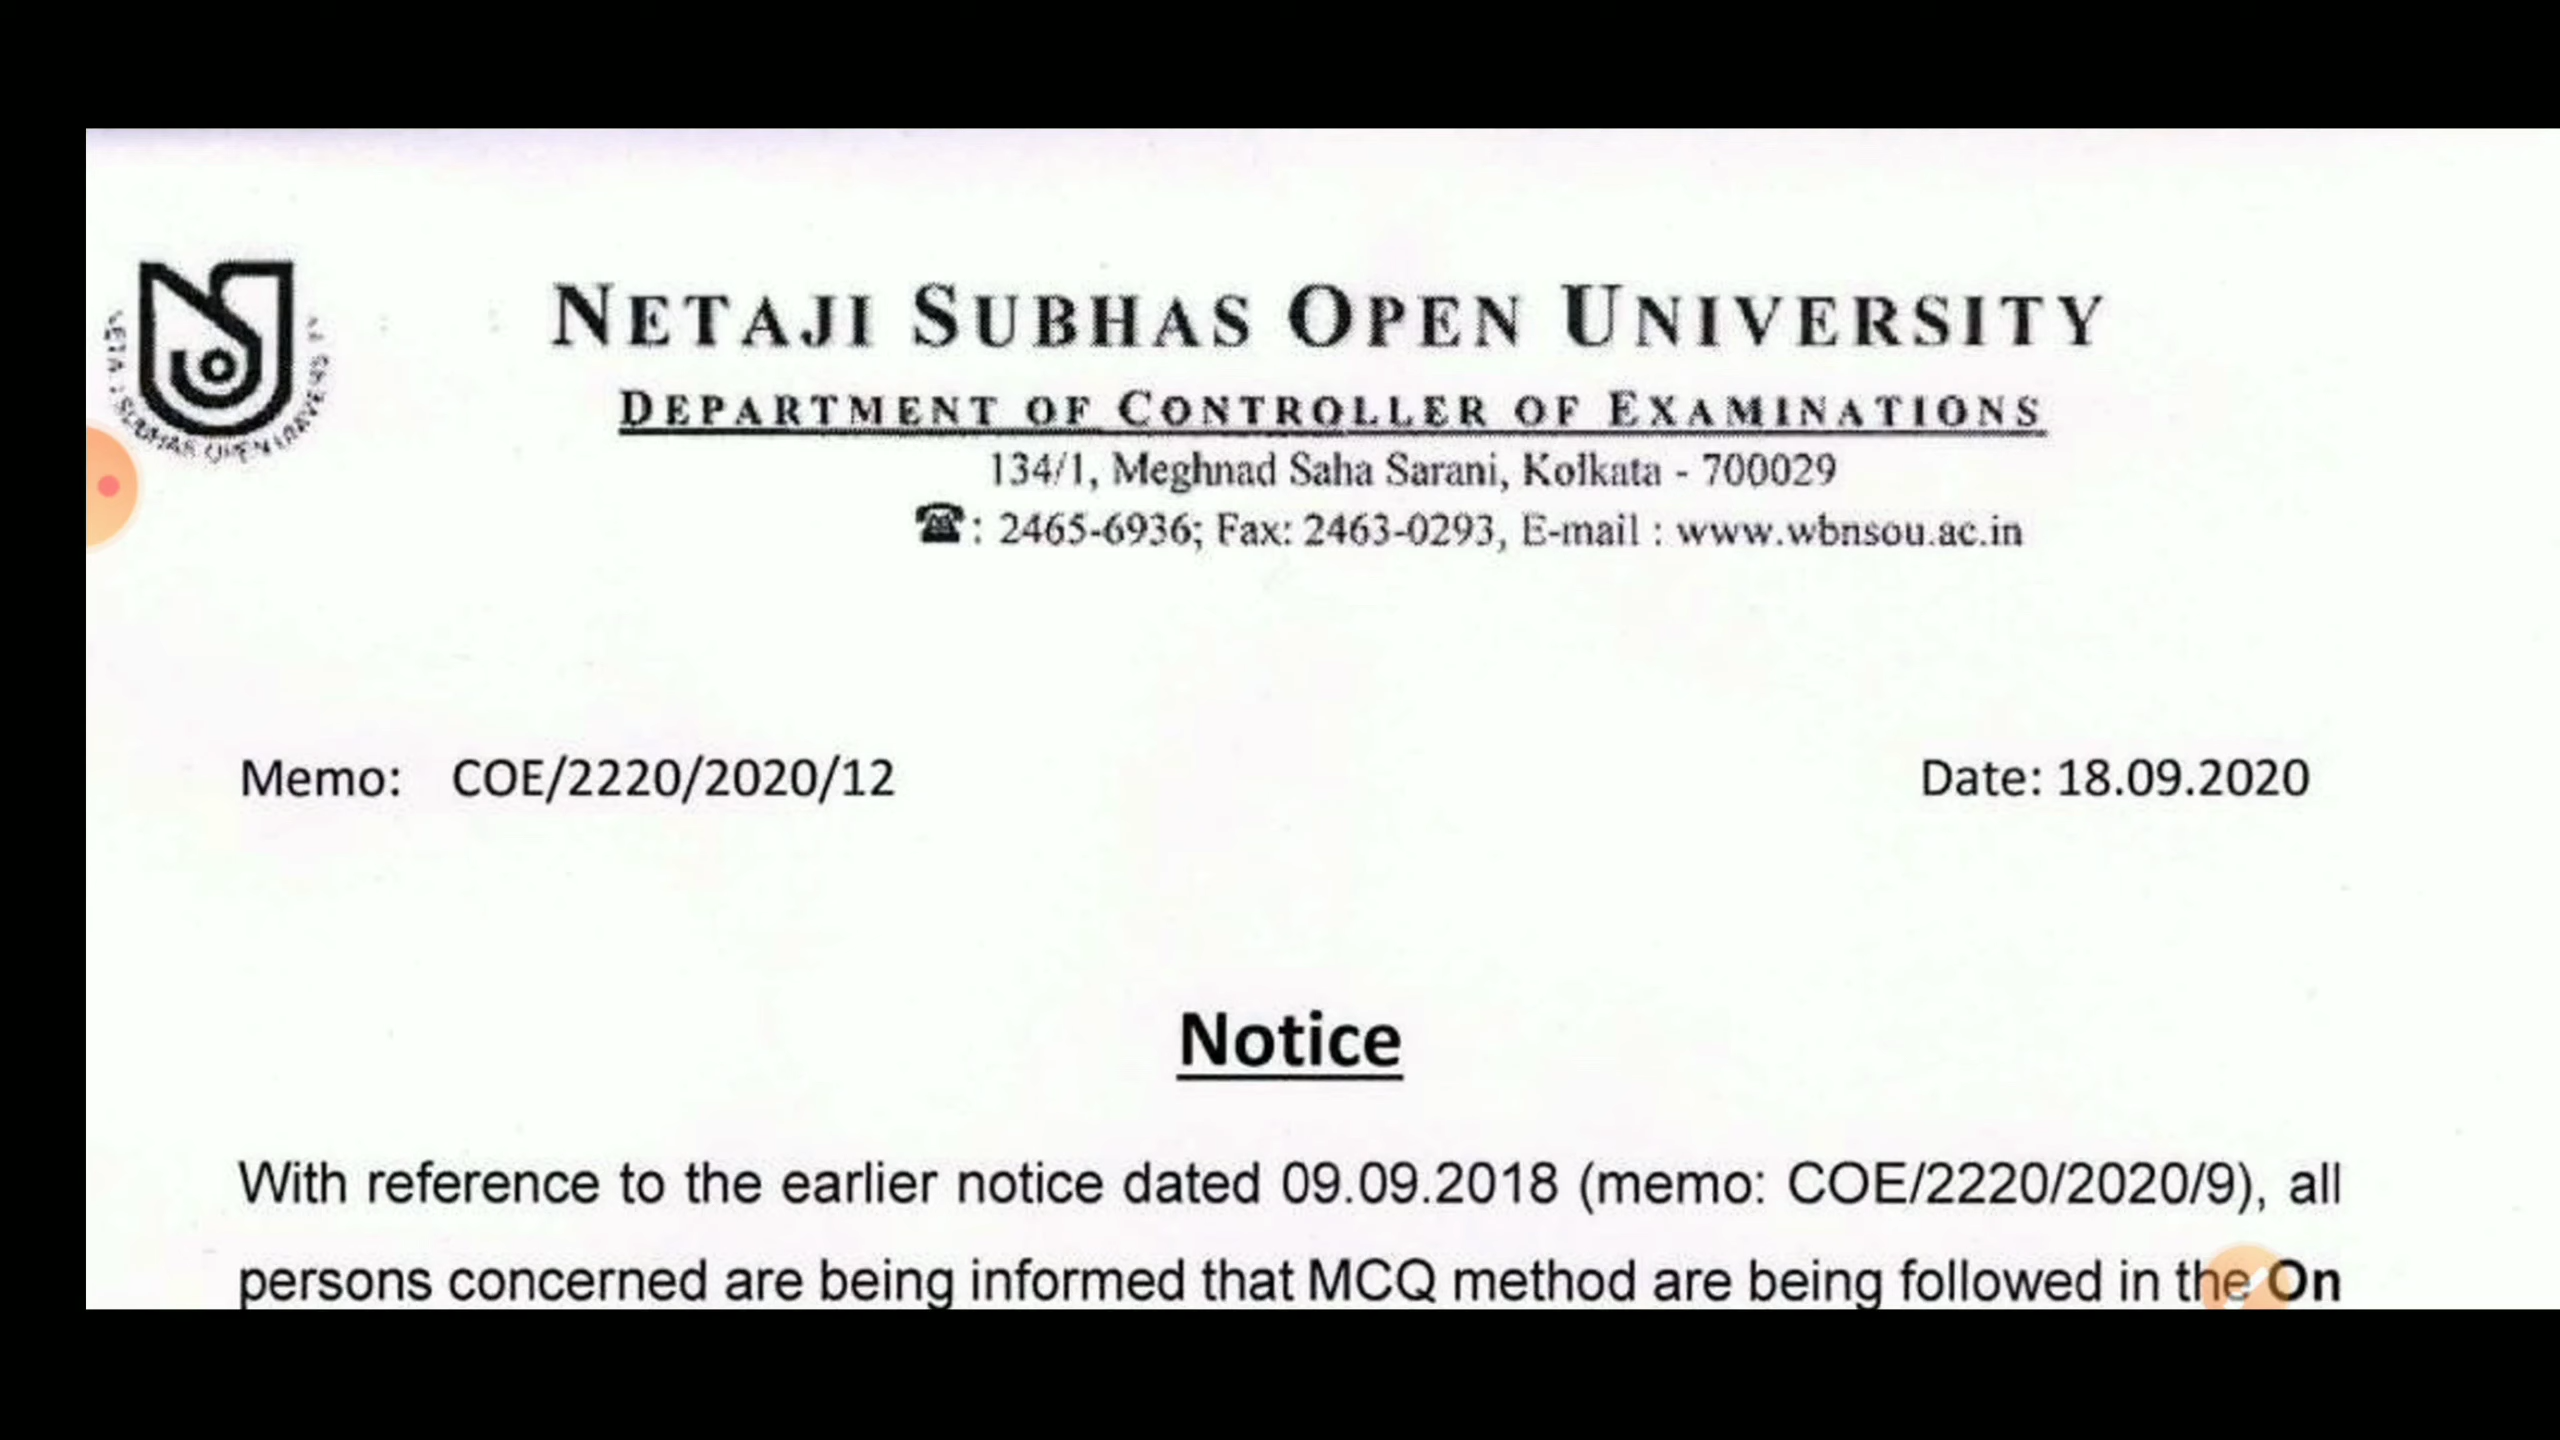 NETAJI SUBHAS OPEN UNIVERSITY
DEPARTMENT OF CONTROLLER OF EXAMINATIONS
134/1, Meghnad Saha Sarani, Kolkata - 700029
☎: 2465-6936; Fax: 2463-0293, E-mail : www.wbnsou.ac.in
Memo: COE/2220/2020/12
Date: 18.09.2020
Notice
With reference to the earlier notice dated 09.09.2018 (memo: COE/2220/2020/9), all
persons concerned are being informed that MCQ method are being followed in the On